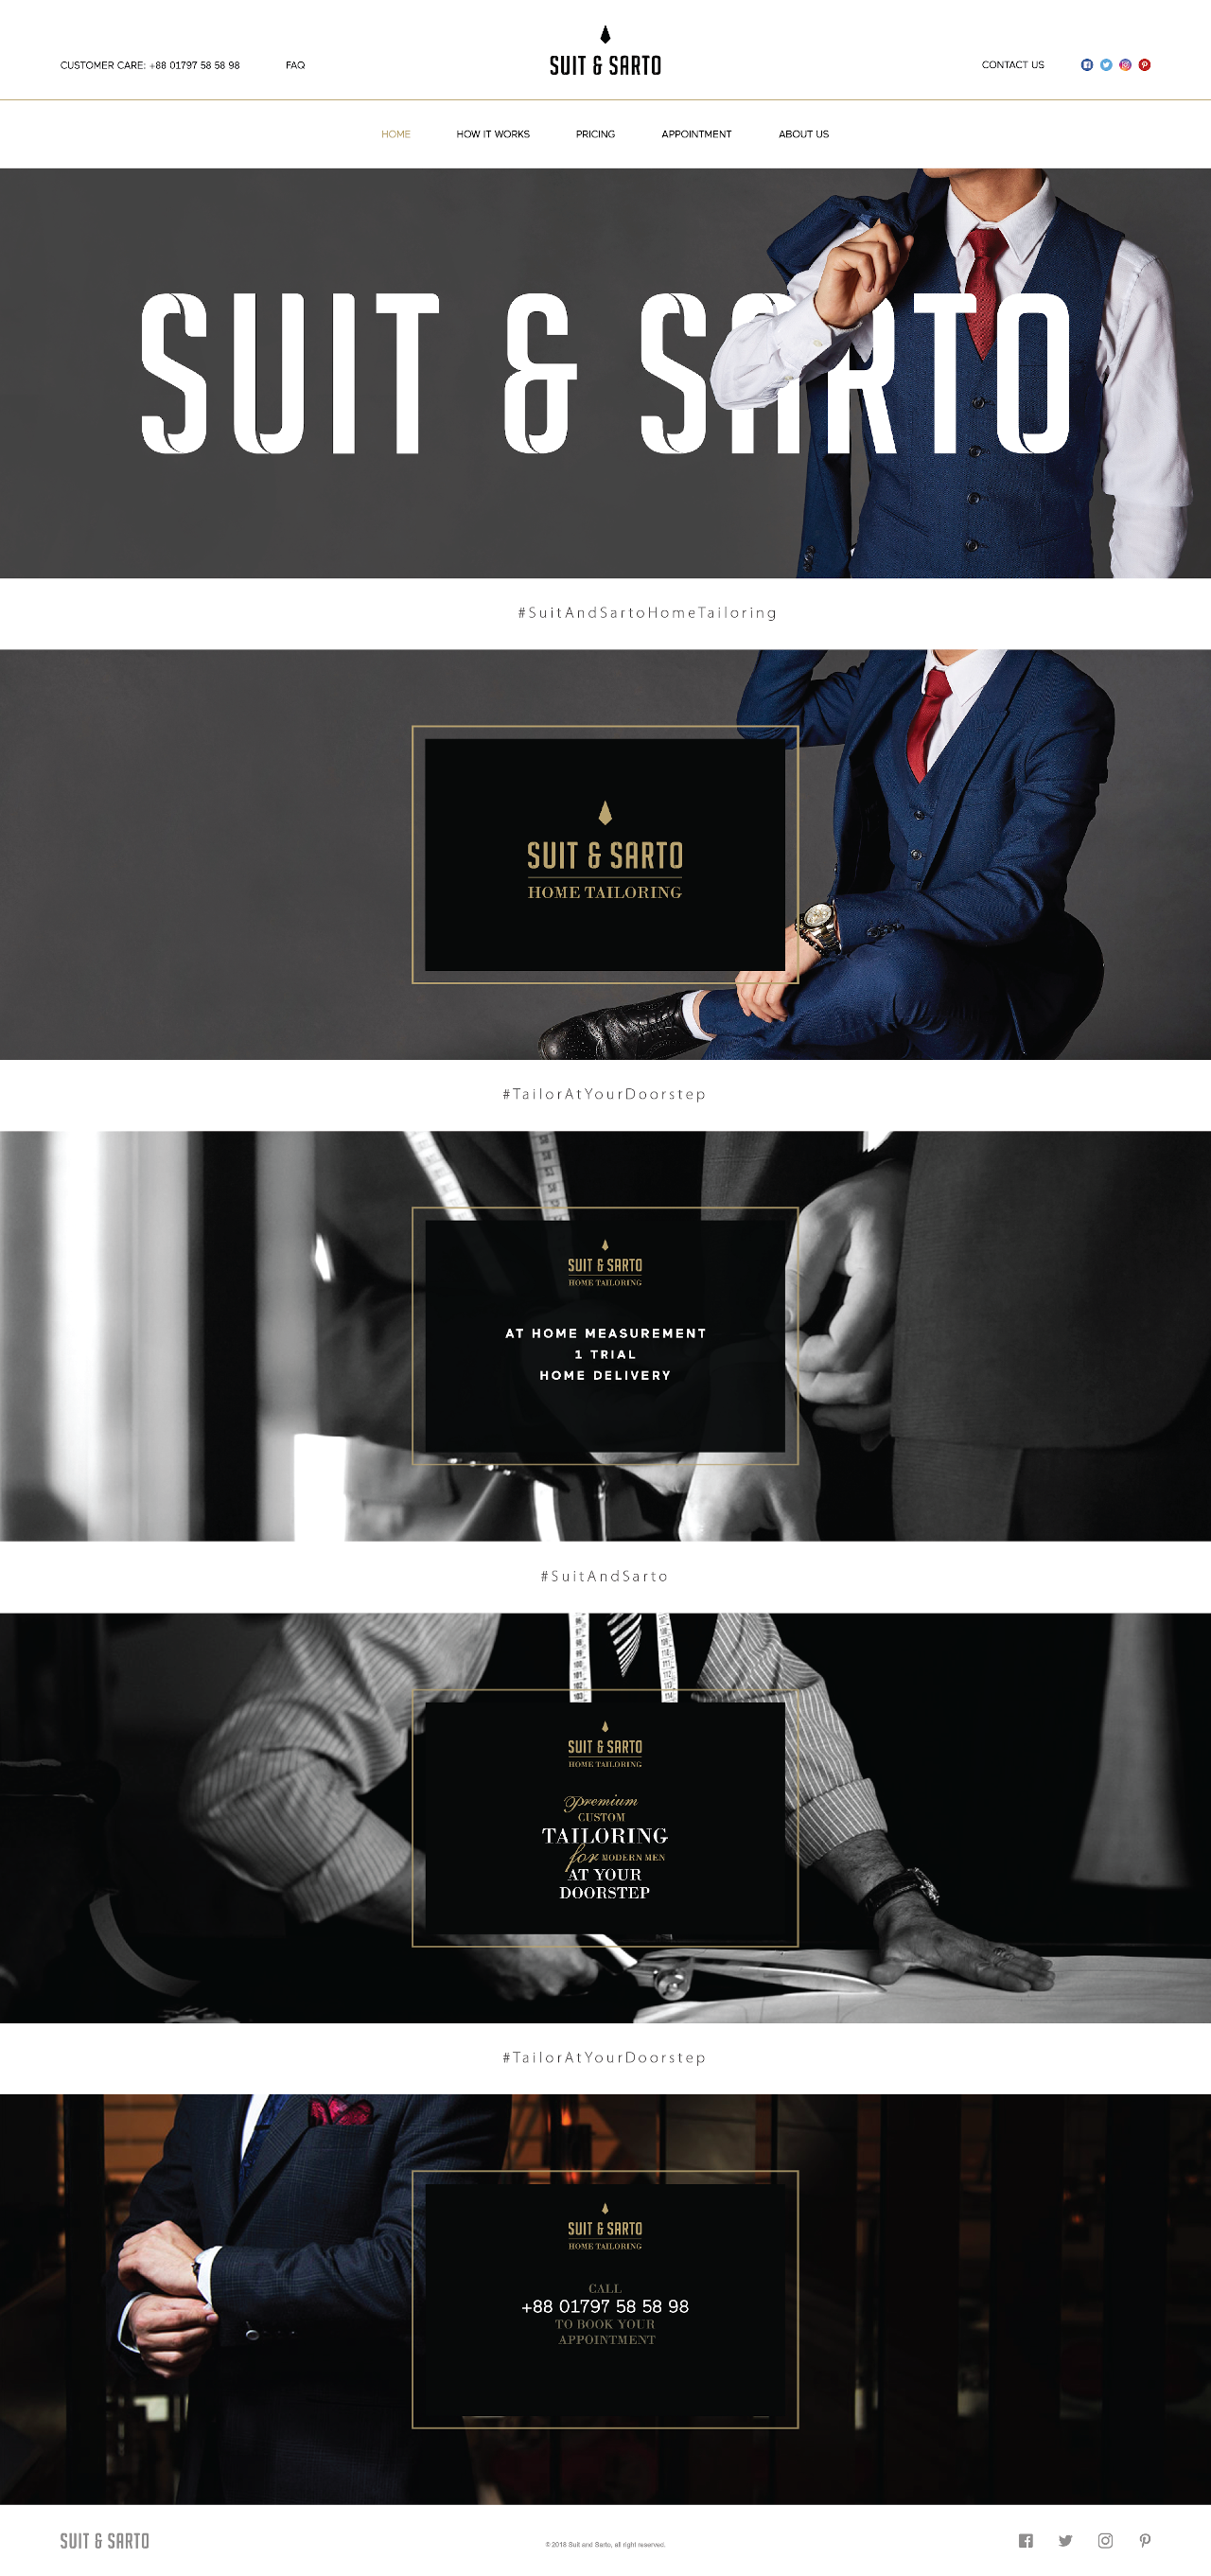 CUSTOMER CARE: +88 01797 58 58 98
FAQ
SUIT & SARTO
CONTACT US
HOME
HOW IT WORKS
PRICING
APPOINTMENT
ABOUT US
SUIT & SARTO
#SuitAndSartoHomeTailoring
SUIT & SARTO
HOME TAILORING
#TailorAtYourDoorstep
SUIT & SARTO
HOME TAILORING
AT HOME MEASUREMENT
1 TRIAL
HOME DELIVERY
#SuitAndSarto
SUIT & SARTO
HOME TAILORING
Premium
CUSTOM
TAILORING
for MODERN MEN
AT YOUR
DOORSTEP
#TailorAtYourDoorstep
SUIT & SARTO
HOME TAILORING
CALL
+88 01797 58 58 98
TO BOOK YOUR
APPOINTMENT
SUIT & SARTO
© 2018 Suit and Sarto, all right reserved.